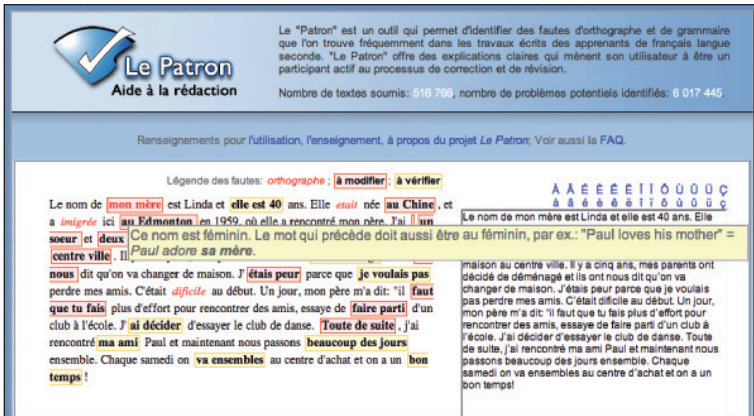 Le Patron
Aide à la rédaction
Le "Patron" est un outil qui permet d'identifier des fautes d'orthographe et de grammaire
que l'on trouve fréquemment dans les travaux écrits des apprenants de français langue
seconde. "Le Patron" offre des explications claires qui mènent son utilisateur à être un
participant actif au processus de correction et de révision.
Nombre de textes soumis: 516 766, nombre de problèmes potentiels identifiés: 6 017 445.
Renseignements pour l'utilisation, l'enseignement, à propos du projet Le Patron; Voir aussi la FAQ.
Légende des fautes: orthographe ; à modifier ; à vérifier
Le nom de mon mère est Linda et elle est 40 ans. Elle etait née au Chine , et
a imigrée ici au Edmonton en 1959, où elle a rencontré mon père. J'ai un
soeur et deux
centre ville . Il
nous dit qu'on va changer de maison. J' étais peur parce que je voulais pas
perdre mes amis. C'était dificile au début. Un jour, mon père m'a dit: "il faut
que tu fais plus d'effort pour rencontrer des amis, essaye de faire parti d'un
club à l'école. J' ai décider d'essayer le club de danse. Toute de suite , j'ai
rencontré ma ami Paul et maintenant nous passons beaucoup des jours
ensemble. Chaque samedi on va ensembles au centre d'achat et on a un bon
temps !
Ce nom est féminin. Le mot qui précède doit aussi être au féminin, par ex.: "Paul loves his mother" =
Paul adore sa mère.
À Â É È Ê Ë Î Ï Ô Ù Û Ü Ç
à â é è ê ë î ï ô ù û ü ç
Le nom de mon mère est Linda et elle est 40 ans. Elle
maison au centre ville. Il y a cinq ans, mes parents ont
décidé de déménagé et ils ont nous dit qu'on va
changer de maison. J'étais peur parce que je voulais
pas perdre mes amis. C'était dificile au début. Un jour,
mon père m'a dit: "il faut que tu fais plus d'effort pour
rencontrer des amis, essaye de faire parti d'un club à
l'école. J'ai décider d'essayer le club de danse. Toute
de suite, j'ai rencontré ma ami Paul et maintenant nous
passons beaucoup des jours ensemble. Chaque
samedi on va ensembles au centre d'achat et on a un
bon temps!